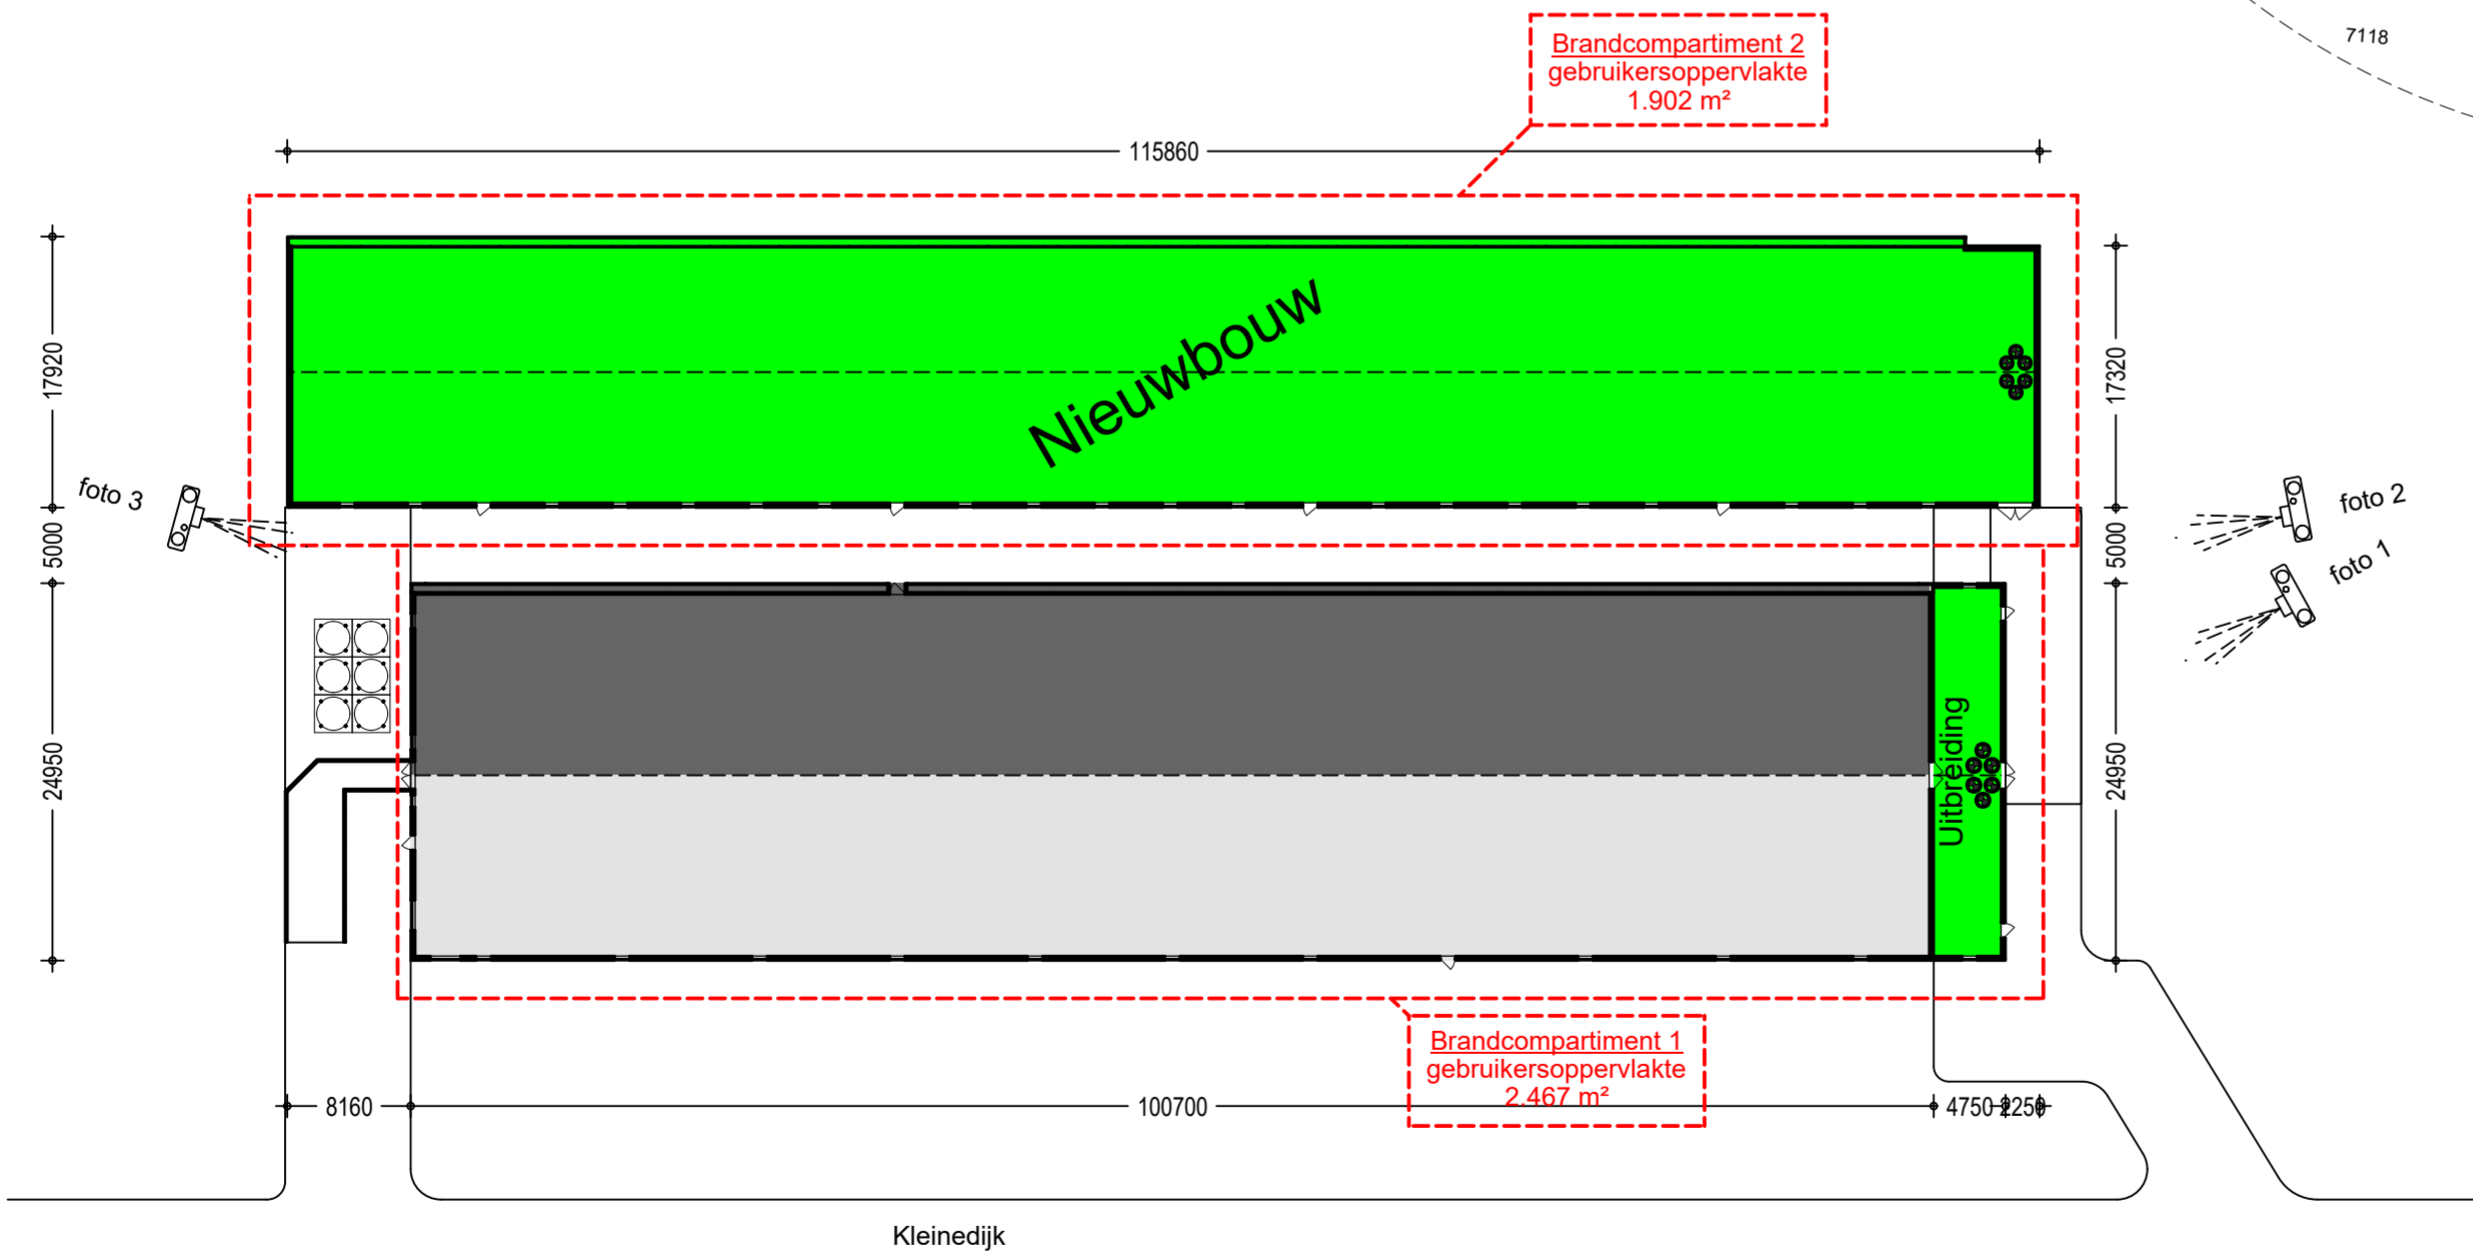 7118
Brandcompartiment 2
gebruikersoppervlakte
1.902 m²
115860
17920
Nieuwbouw
17320
foto 3
foto 2
5000
5000
foto 1
24950
Uitbreiding
24950
Brandcompartiment 1
gebruikersoppervlakte
2.467 m²
8160
100700
4750
2250
Kleinedijk